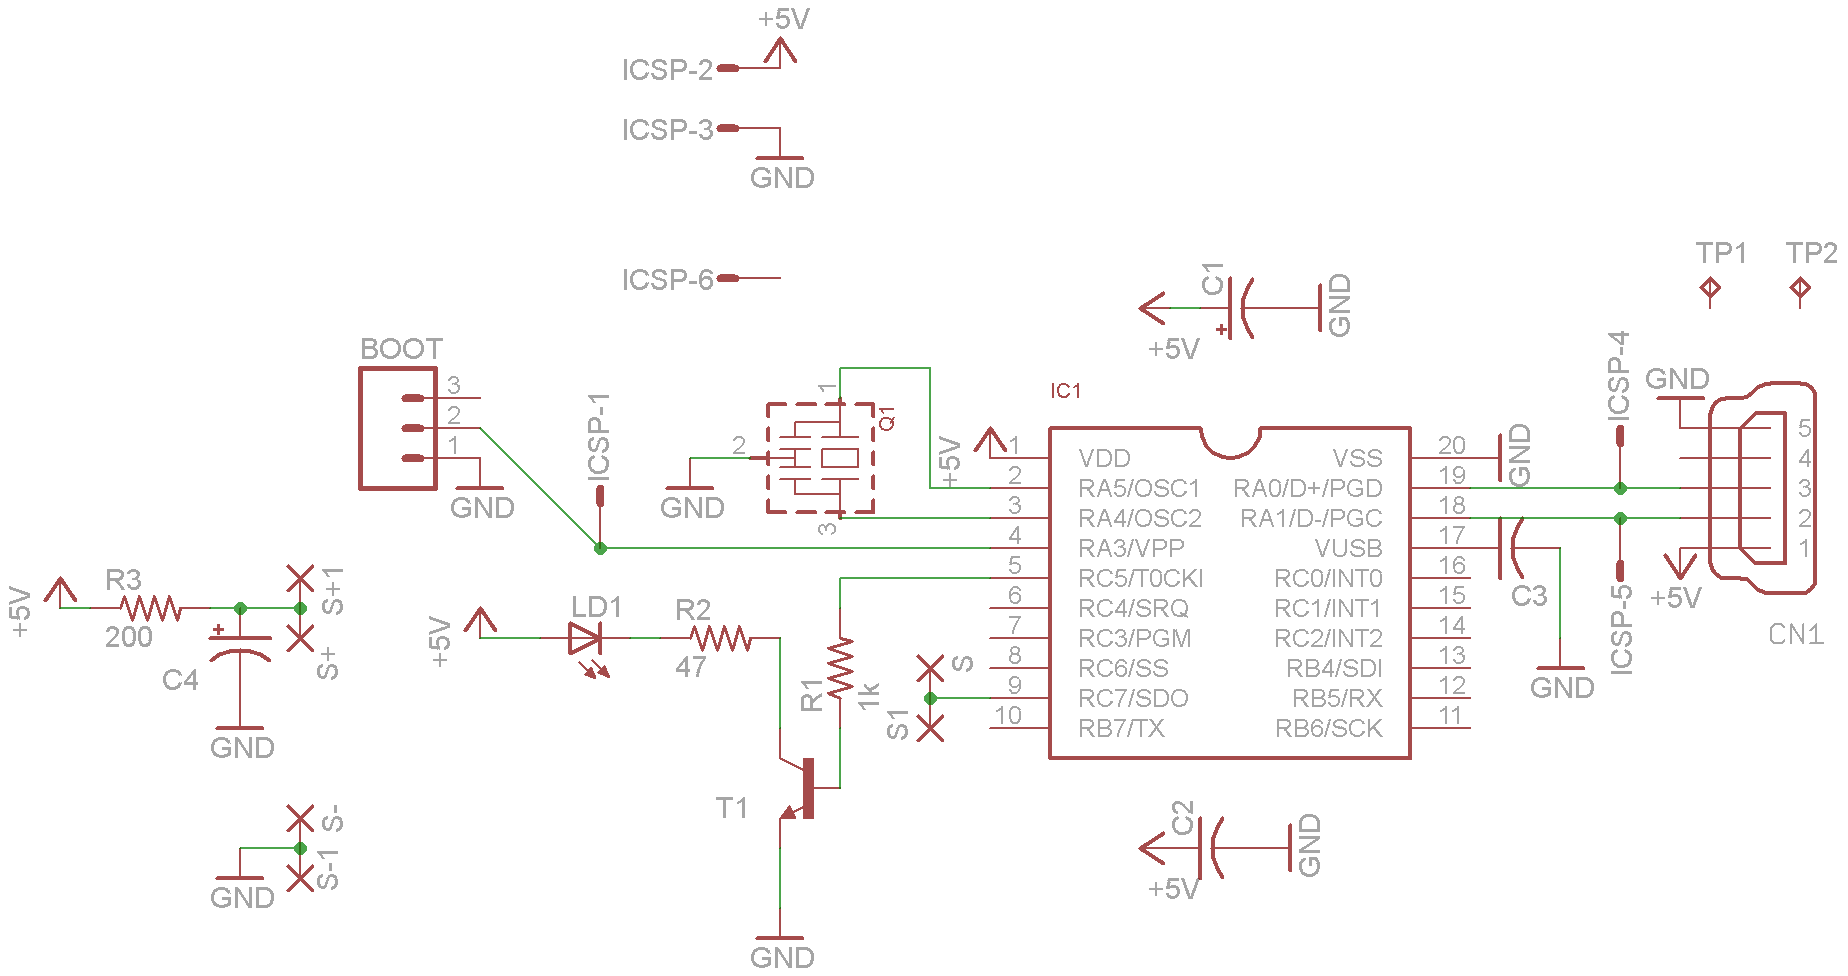 +5V
ICSP-2
ICSP-3
GND
ICSP-6
TP1
TP2
C1
+
+5V
GND
BOOT
3
2
1
GND
ICSP-1
1
Q1
2
3
GND
IC1
+5V
1 VDD VSS 20
GND
2 RA5/OSC1 RA0/D+/PGD 19
3 RA4/OSC2 RA1/D-/PGC 18
4 RA3/VPP VUSB 17
5 RC5/T0CKI RC0/INT0 16
6 RC4/SRQ RC1/INT1 15
7 RC3/PGM RC2/INT2 14
8 RC6/SS RB4/SDI 13
9 RC7/SDO RB5/RX 12
10 RB7/TX RB6/SCK 11
ICSP-4
GND
5
4
3
2
1
+5V
CN1
ICSP-5
C3
GND
+5V
R3
200
+
C4
GND
S+1
S+
+5V
LD1
R2
47
R1
1k
S
S1
T1
GND
S-
S-1
GND
C2
+5V
GND